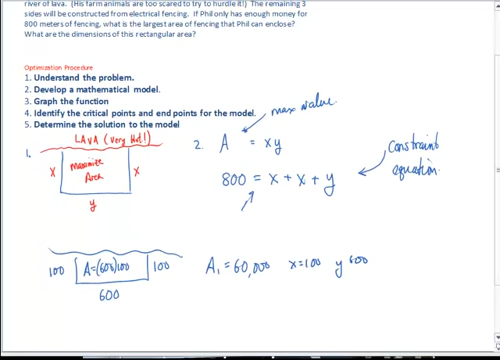 river of lava. (His farm animals are too scared to try to hurdle it!) The remaining 3
sides will be constructed from electrical fencing. If Phil only has enough money for
800 meters of fencing, what is the largest area of fencing that Phil can enclose?
What are the dimensions of this rectangular area?
Optimization Procedure
1. Understand the problem.
2. Develop a mathematical model.
3. Graph the function
4. Identify the critical points and end points for the model.
5. Determine the solution to the model
max value
LAVA (very Hot!)
1.
x
maximize
Area
x
y
2. A = xy
800 = x + x + y
constraint
equation
100 A=(600)100 100
600
A₁ = 60,000 x=100 y 600